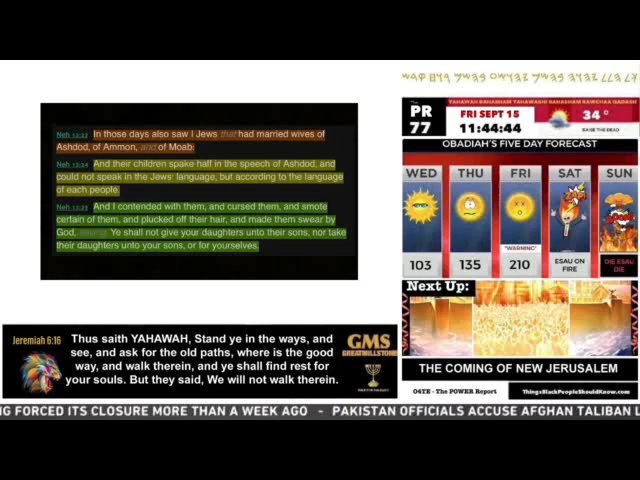 YAHAWAH BAHASHAM YAHAWASHI BAHASHAM RAWCHAA QADASH
PR
77
FRI SEPT 15
11:44:44
34°
RAISE THE DEAD
OBADIAH'S FIVE DAY FORECAST
WED THU FRI SAT SUN
*WARNING*
103 135 210 ESAU ON FIRE DIE ESAU DIE
Neh 13:23 In those days also saw I Jews that had married wives of
Ashdod, of Ammon, and of Moab:
Neh 13:24 And their children spake half in the speech of Ashdod, and
could not speak in the Jews' language, but according to the language
of each people.
Neh 13:25 And I contended with them, and cursed them, and smote
certain of them, and plucked off their hair, and made them swear by
God, saying, Ye shall not give your daughters unto their sons, nor take
their daughters unto your sons, or for yourselves.
Next Up:
THE COMING OF NEW JERUSALEM
Jeremiah 6:16
Thus saith YAHAWAH, Stand ye in the ways, and
see, and ask for the old paths, where is the good
way, and walk therein, and ye shall find rest for
your souls. But they said, We will not walk therein.
GMS
GREATMILLSTONE
O4TE - The POWER Report
ThingsBlackPeopleShouldKnow.com
NG FORCED ITS CLOSURE MORE THAN A WEEK AGO - PAKISTAN OFFICIALS ACCUSE AFGHAN TALIBAN